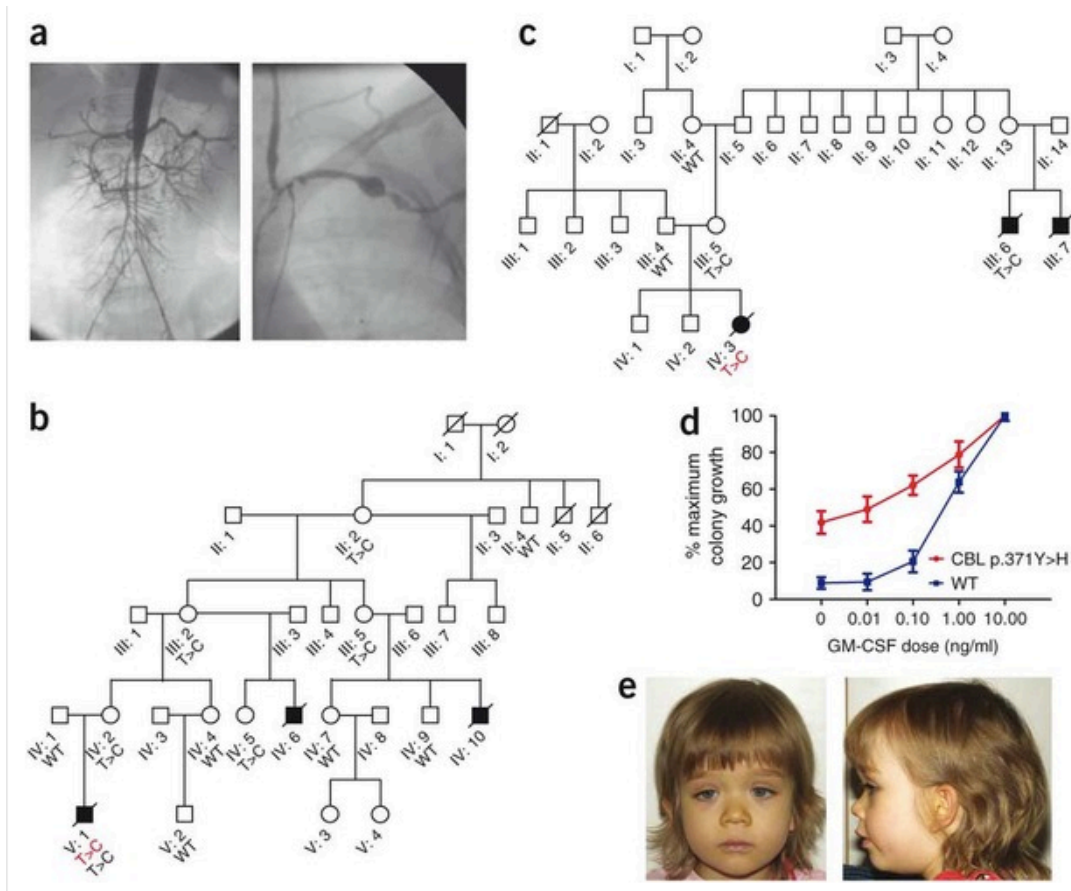 a
b
c
d
e
I: 1
I: 2
I: 3
I: 4
II: 1
II: 2
II: 3
II: 4
WT
II: 5
II: 6
II: 7
II: 8
II: 9
II: 10
II: 11
II: 12
II: 13
II: 14
III: 1
III: 2
III: 3
III: 4
WT
III: 5
T>C
III: 6
T>C
III: 7
IV: 1
IV: 2
IV: 3
T>C
I: 1
I: 2
II: 1
II: 2
T>C
II: 3
II: 4
WT
II: 5
II: 6
III: 1
III: 2
T>C
III: 3
III: 4
III: 5
T>C
III: 6
III: 7
III: 8
IV: 1
WT
IV: 2
T>C
IV: 3
IV: 4
WT
IV: 5
T>C
IV: 6
IV: 7
WT
IV: 8
IV: 9
WT
IV: 10
V: 1
T>C
T>C
V: 2
WT
V: 3
V: 4
% maximum
colony growth
100
80
60
40
20
0
CBL p.371Y>H
WT
0 0.01 0.10 1.00 10.00
GM-CSF dose (ng/ml)